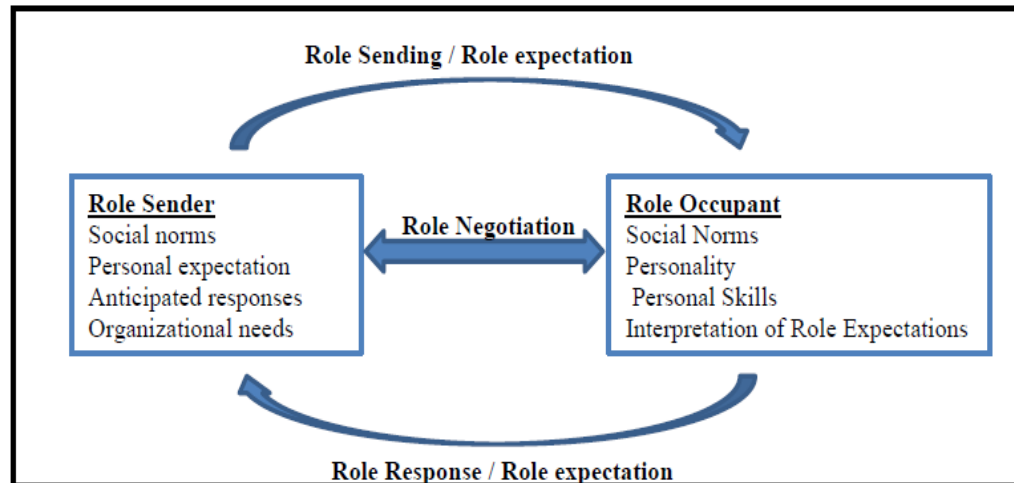 Role Sending / Role expectation
Role Sender
Social norms
Personal expectation
Anticipated responses
Organizational needs
Role Negotiation
Role Occupant
Social Norms
Personality
Personal Skills
Interpretation of Role Expectations
Role Response / Role expectation